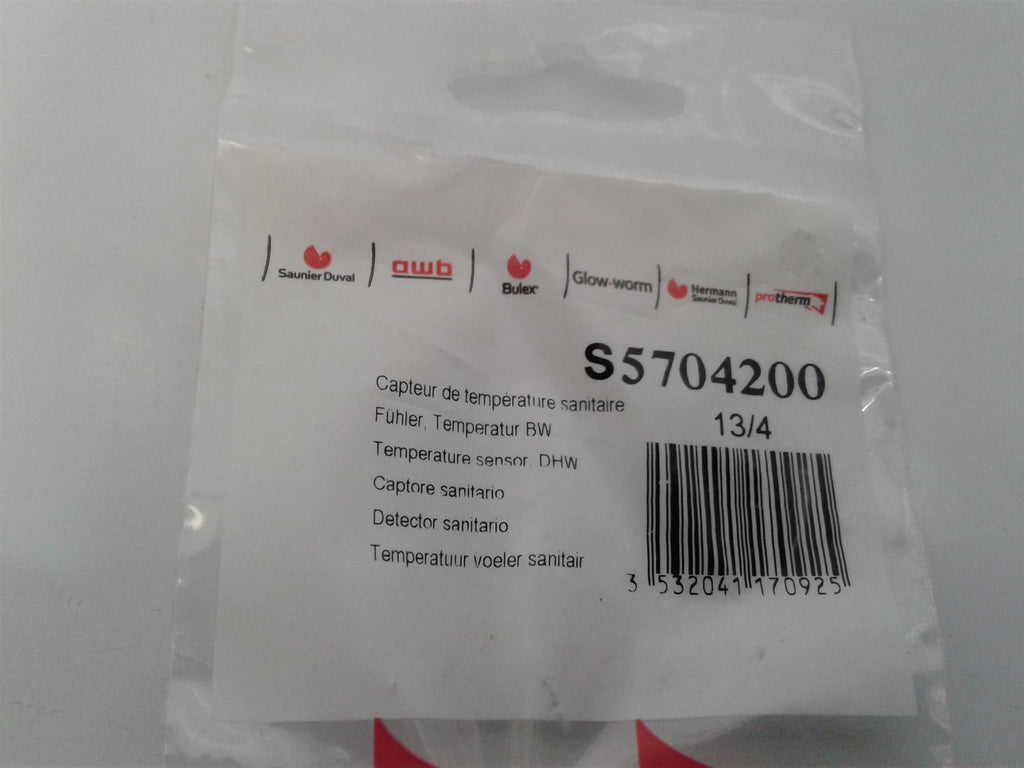 Saunier Duval awb Bulex Glow-worm Hermann Saunier Duval protherm
S5704200
13/4
Capteur de température sanitaire
Fühler, Temperatur BW
Temperature sensor, DHW
Captore sanitario
Detector sanitario
Temperatuur voeler sanitair
3 532041 170925